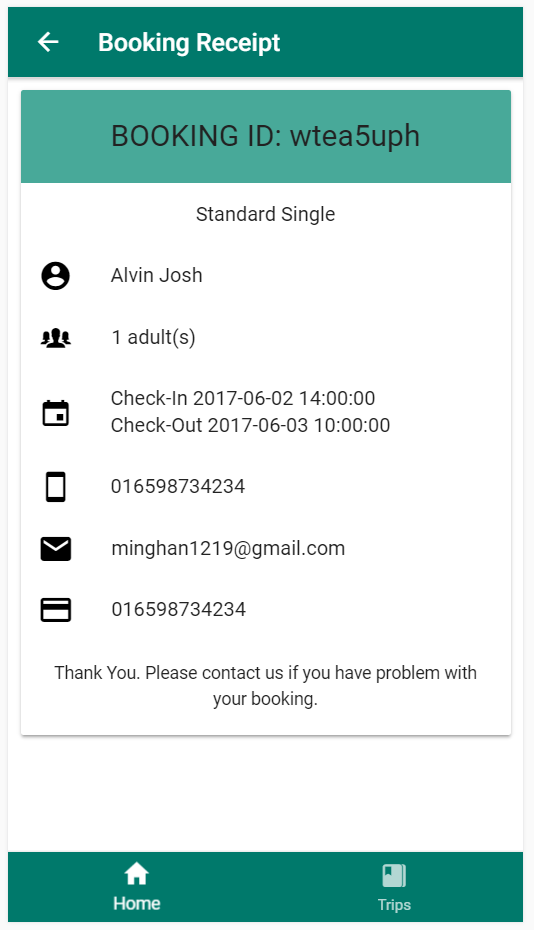 Booking Receipt
BOOKING ID: wtea5uph
Standard Single
Alvin Josh
1 adult(s)
Check-In 2017-06-02 14:00:00
Check-Out 2017-06-03 10:00:00
016598734234
minghan1219@gmail.com
016598734234
Thank You. Please contact us if you have problem with
your booking.
Home
Trips